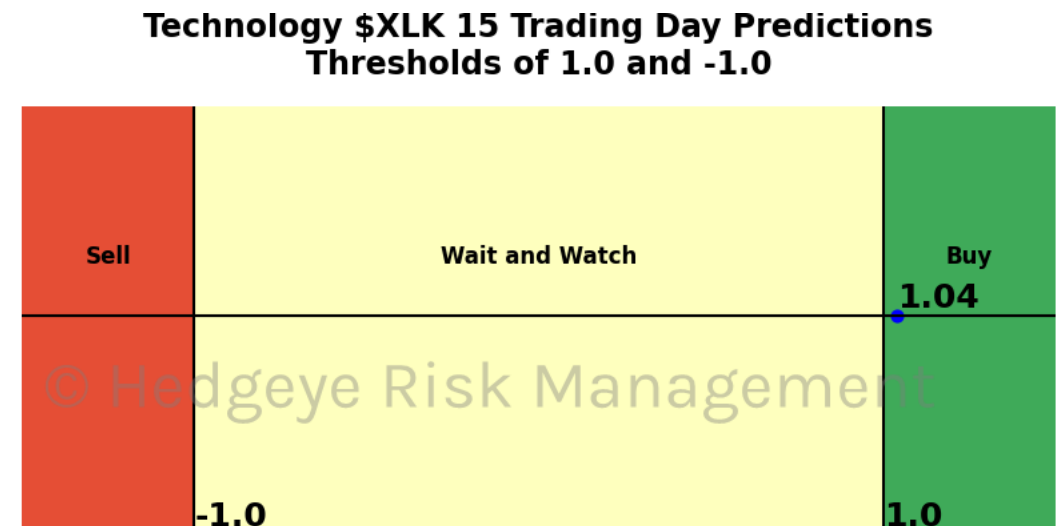 Technology $XLK 15 Trading Day Predictions
Thresholds of 1.0 and -1.0
Sell
Wait and Watch
Buy
1.04
© Hedgeye Risk Management
-1.0
1.0